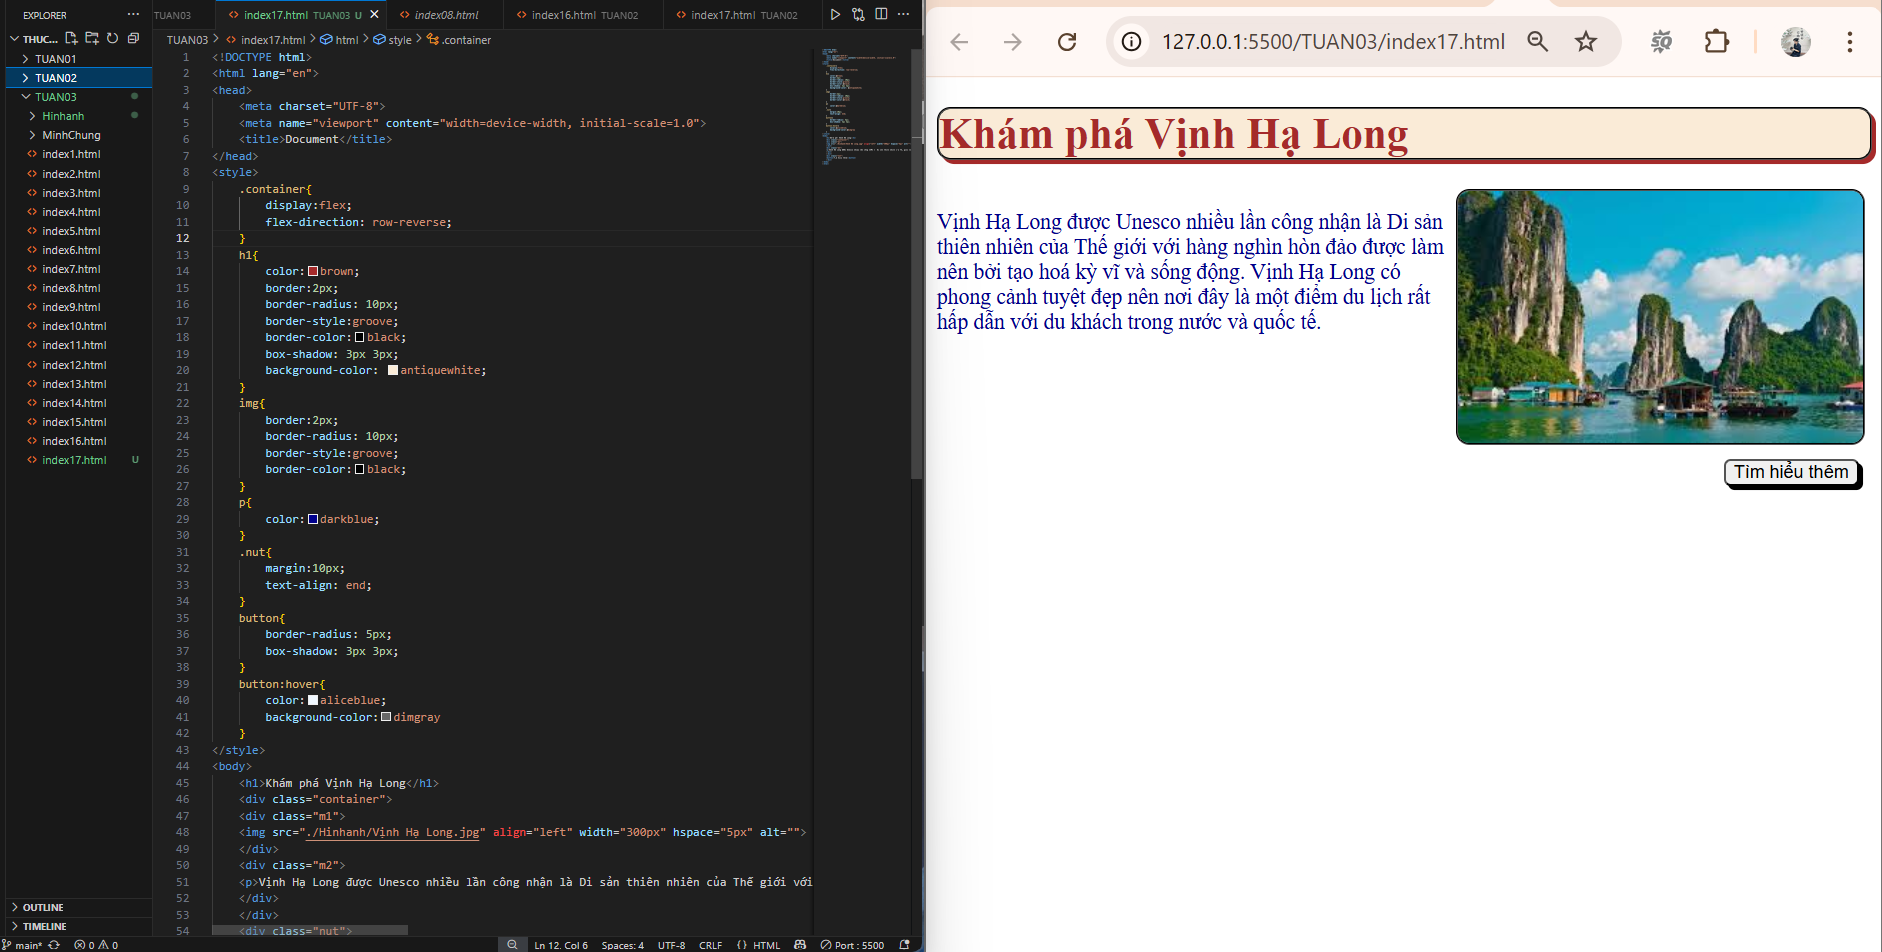 EXPLORER
THUC...
TUAN01
TUAN02
TUAN03
Hinhanh
MinhChung
index1.html
index2.html
index3.html
index4.html
index5.html
index6.html
index7.html
index8.html
index9.html
index10.html
index11.html
index12.html
index13.html
index14.html
index15.html
index16.html
index17.html U
OUTLINE
TIMELINE
TUAN03 index17.html TUAN03 U index08.html index16.html TUAN02 index17.html TUAN02
TUAN03 > index17.html > html > style > .container
1 <!DOCTYPE html>
2 <html lang="en">
3 <head>
4 <meta charset="UTF-8">
5 <meta name="viewport" content="width=device-width, initial-scale=1.0">
6 <title>Document</title>
7 </head>
8 <style>
9 .container{
10 display:flex;
11 flex-direction: row-reverse;
12 }
13 h1{
14 color: brown;
15 border:2px;
16 border-radius: 10px;
17 border-style:groove;
18 border-color: black;
19 box-shadow: 3px 3px;
20 background-color: antiquewhite;
21 }
22 img{
23 border:2px;
24 border-radius: 10px;
25 border-style:groove;
26 border-color: black;
27 }
28 p{
29 color: darkblue;
30 }
31 .nut{
32 margin:10px;
33 text-align: end;
34 }
35 button{
36 border-radius: 5px;
37 box-shadow: 3px 3px;
38 }
39 button:hover{
40 color: aliceblue;
41 background-color: dimgray
42 }
43 </style>
44 <body>
45 <h1>Khám phá Vịnh Hạ Long</h1>
46 <div class="container">
47 <div class="m1">
48 <img src="./Hinhanh/Vịnh Hạ Long.jpg" align="left" width="300px" hspace="5px" alt="">
49 </div>
50 <div class="m2">
51 <p>Vịnh Hạ Long được Unesco nhiều lần công nhận là Di sản thiên nhiên của Thế giới với
52 </div>
53 </div>
54 <div class="nut">
main* 0 0 Ln 12, Col 6 Spaces: 4 UTF-8 CRLF HTML Port : 5500
127.0.0.1:5500/TUAN03/index17.html
Khám phá Vịnh Hạ Long
Vịnh Hạ Long được Unesco nhiều lần công nhận là Di sản
thiên nhiên của Thế giới với hàng nghìn hòn đảo được làm
nên bởi tạo hoá kỳ vĩ và sống động. Vịnh Hạ Long có
phong cảnh tuyệt đẹp nên nơi đây là một điểm du lịch rất
hấp dẫn với du khách trong nước và quốc tế.
Tìm hiểu thêm